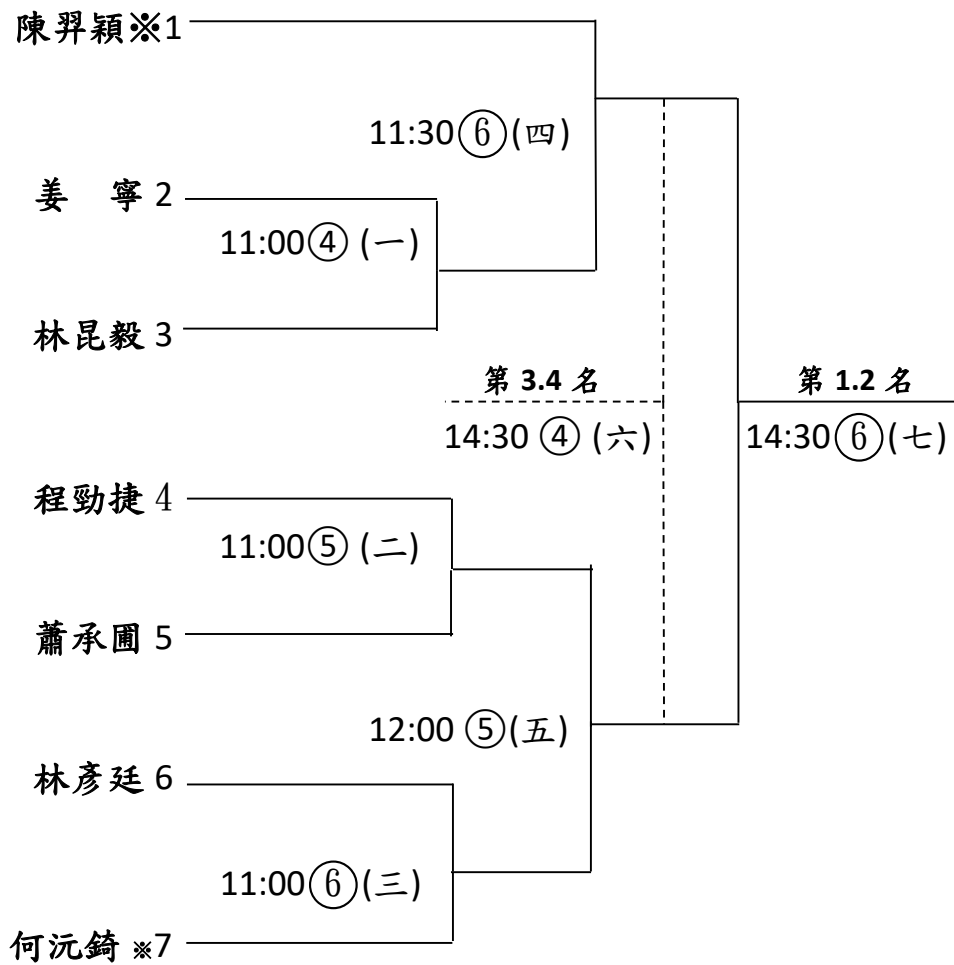 陳羿穎※1
11:30⑥(四)
姜　寧 2
11:00④ (一)
林昆毅 3
第 3.4 名
第 1.2 名
14:30 ④ (六)
14:30⑥(七)
程勁捷 4
11:00⑤ (二)
蕭承圃 5
12:00 ⑤(五)
林彥廷 6
11:00⑥(三)
何沅錡 ※7